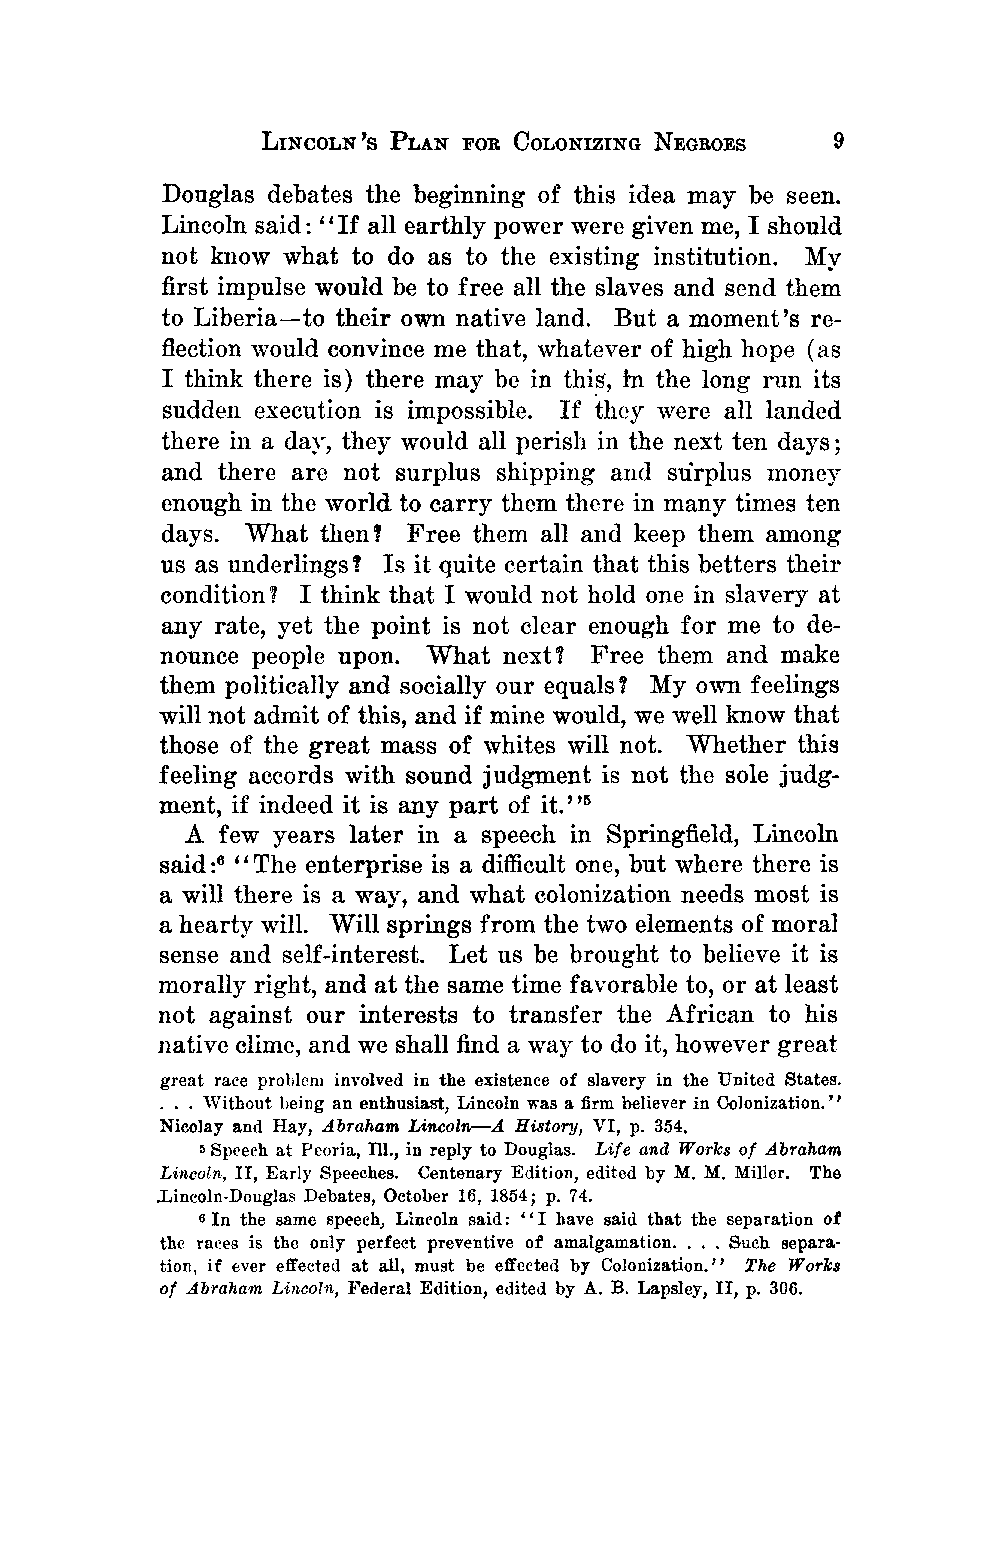 LINCOLN'S PLAN FOR COLONIZING NEGROES 9
Douglas debates the beginning of this idea may be seen.
Lincoln said: "If all earthly power were given me, I should
not know what to do as to the existing institution. My
first impulse would be to free all the slaves and send them
to Liberia—to their own native land. But a moment's re-
flection would convince me that, whatever of high hope (as
I think there is) there may be in this, in the long run its
sudden execution is impossible. If they were all landed
there in a day, they would all perish in the next ten days;
and there are not surplus shipping and surplus money
enough in the world to carry them there in many times ten
days. What then? Free them all and keep them among
us as underlings? Is it quite certain that this betters their
condition? I think that I would not hold one in slavery at
any rate, yet the point is not clear enough for me to de-
nounce people upon. What next? Free them and make
them politically and socially our equals? My own feelings
will not admit of this, and if mine would, we well know that
those of the great mass of whites will not. Whether this
feeling accords with sound judgment is not the sole judg-
ment, if indeed it is any part of it."5
A few years later in a speech in Springfield, Lincoln
said:6 "The enterprise is a difficult one, but where there is
a will there is a way, and what colonization needs most is
a hearty will. Will springs from the two elements of moral
sense and self-interest. Let us be brought to believe it is
morally right, and at the same time favorable to, or at least
not against our interests to transfer the African to his
native clime, and we shall find a way to do it, however great
great race problem involved in the existence of slavery in the United States.
. . . Without being an enthusiast, Lincoln was a firm believer in Colonization."
Nicolay and Hay, Abraham Lincoln—A History, VI, p. 354.
5 Speech at Peoria, Ill., in reply to Douglas. Life and Works of Abraham
Lincoln, II, Early Speeches. Centenary Edition, edited by M. M. Miller. The
Lincoln-Douglas Debates, October 16, 1854; p. 74.
6 In the same speech, Lincoln said: "I have said that the separation of
the races is the only perfect preventive of amalgamation. . . . Such separa-
tion, if ever effected at all, must be effected by Colonization." The Works
of Abraham Lincoln, Federal Edition, edited by A. B. Lapsley, II, p. 306.